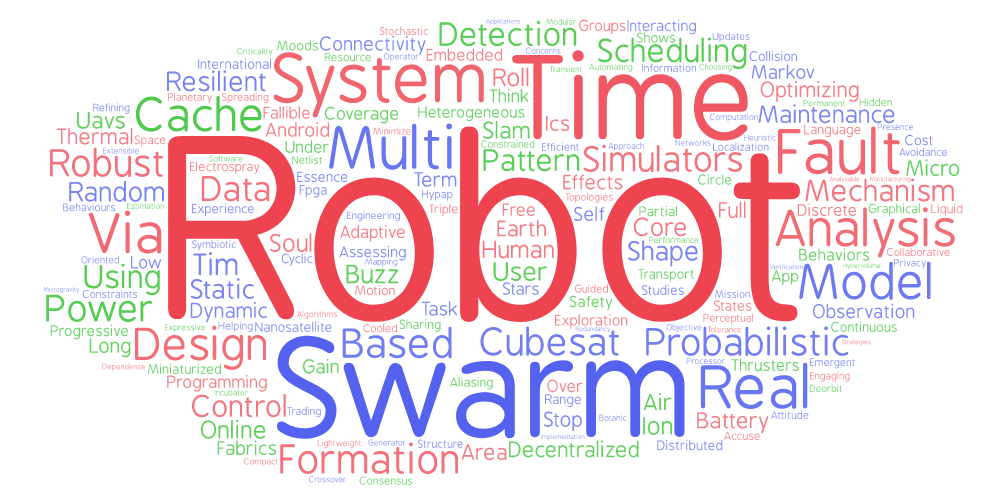 Applications Modular
Stochastic Detection Groups Interacting
Criticality Moods Connectivity Concerns Shows Updates
Resource Operator Embedded Scheduling Collision
International System Roll Time Transient Automating Information Choosing Markov
Resilient Think Optimizing
Planetary Spreading Fallible Coverage Heterogeneous Permanent Hidden
Refining Cache Computation Maintenance
Uavs Android Multi Minimize Slam Ics Networks Heuristic Language Presence
Thermal Space Under Constrained Efficient Approach Localization Fault Cost
Extensible Software Netlist Pattern Simulators Avoidance
Robust Electrospray Essence Term Effects Circle Analysable Manufacturing Micro
Random Data Fpga Hypap Topologies Mechanism
Behaviours Estimation Experience Triple Free Self Partial Full Discrete Graphical Liquid
Via Robot Engineering Earth Core Analysis
Symbiotic Soul Adaptive Human Performance Collaborative
Oriented Low Tim Cyclic Assessing Shape Behaviors Privacy
Using Mapping Buzz User Transport Verification App Hypervolume
Microgravity Constraints Static Motion Stars Guided Studies Mission Model
Power Dynamic Algorithms Task Safety States Observation
Progressive Expressive Helping Nanosatellite Cooled Sharing Exploration Redundancy Perceptual Continuous
Long Design Swarm Based Cubesat Objective Tolerance Probabilistic Strategies
Dependence Miniaturized Gain Processor Thrusters Emergent
Programming Aliasing Over Real Engaging
Incubator Range Deorbit
Control Trading Stop Botanic Air Battery Attitude
Online Ion Accuse
Fabrics Lightweight Generator Structure Implementation Distributed
Compact Formation Area Decentralized
Crossover Consensus